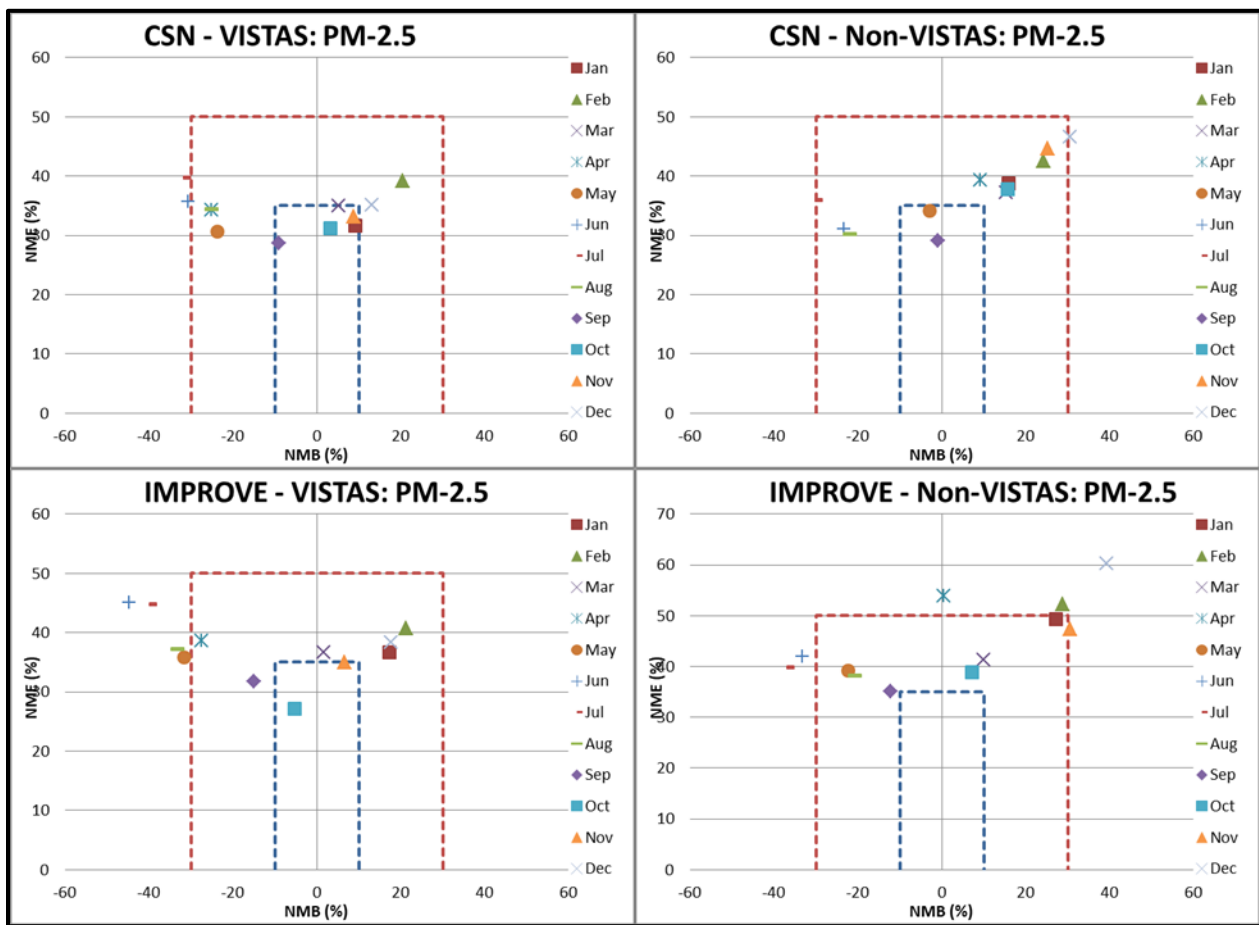 CSN - VISTAS: PM-2.5
NME (%)
60
50
40
30
20
10
0
-60 -40 -20 0 20 40 60
NMB (%)
Jan
Feb
Mar
Apr
May
Jun
Jul
Aug
Sep
Oct
Nov
Dec
CSN - Non-VISTAS: PM-2.5
NME (%)
60
50
40
30
20
10
0
-60 -40 -20 0 20 40 60
NMB (%)
Jan
Feb
Mar
Apr
May
Jun
Jul
Aug
Sep
Oct
Nov
Dec
IMPROVE - VISTAS: PM-2.5
NME (%)
60
50
40
30
20
10
0
-60 -40 -20 0 20 40 60
NMB (%)
Jan
Feb
Mar
Apr
May
Jun
Jul
Aug
Sep
Oct
Nov
Dec
IMPROVE - Non-VISTAS: PM-2.5
NME (%)
70
60
50
40
30
20
10
0
-60 -40 -20 0 20 40 60
NMB (%)
Jan
Feb
Mar
Apr
May
Jun
Jul
Aug
Sep
Oct
Nov
Dec